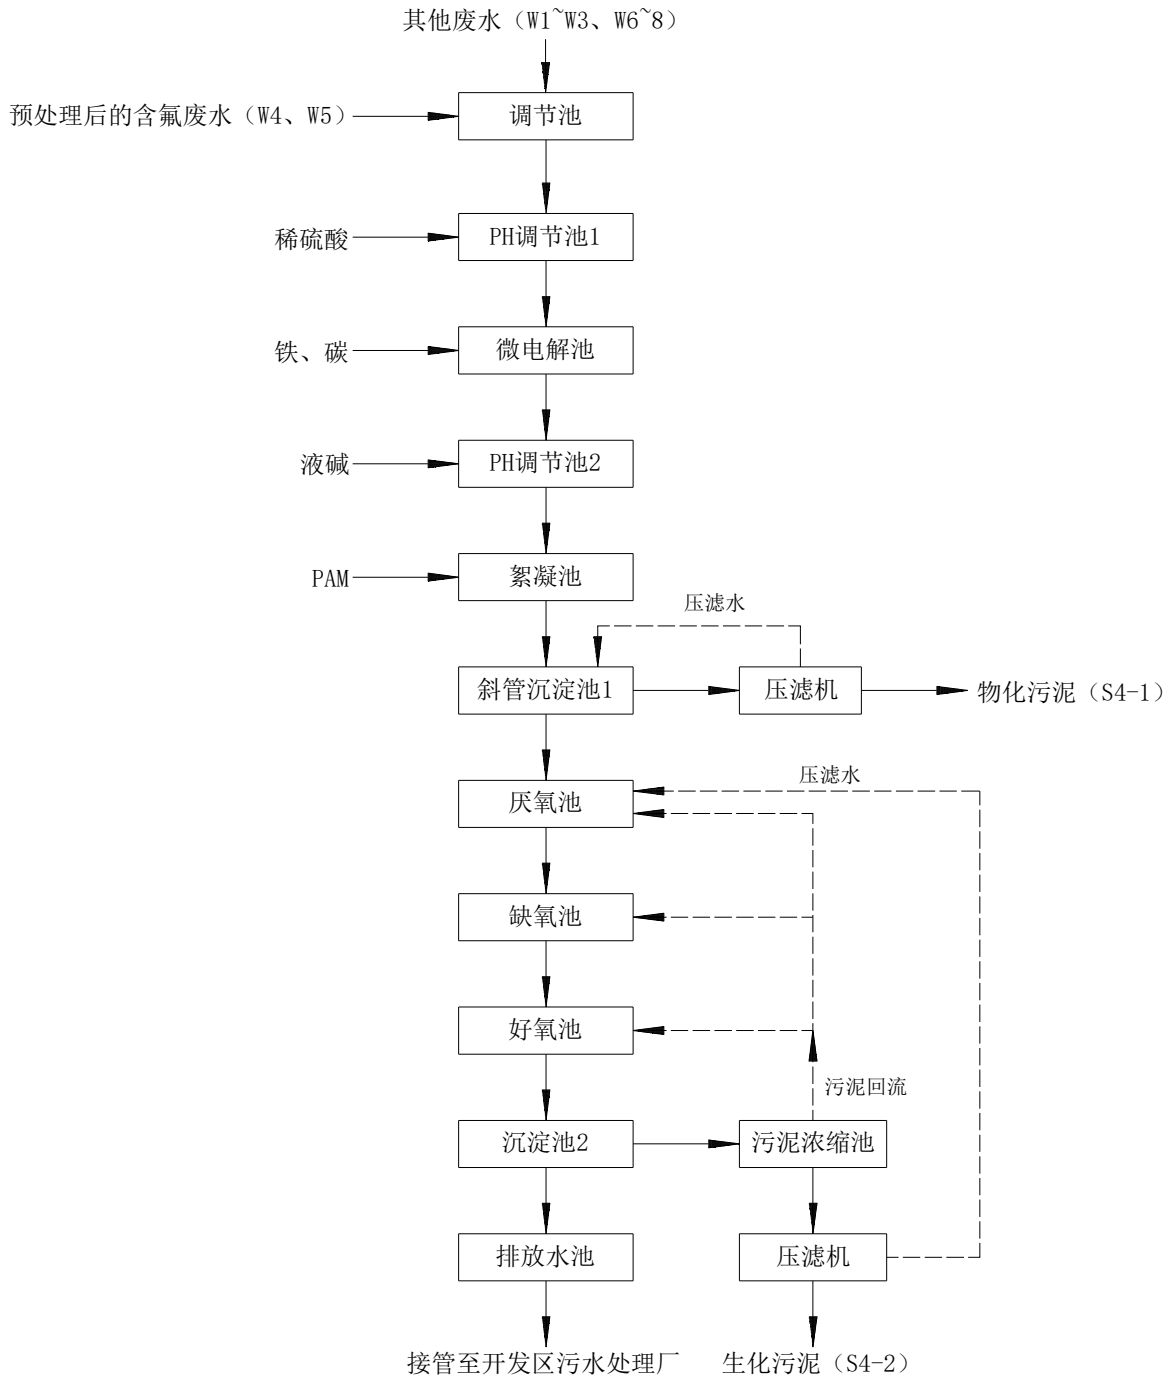 其他废水（W1~W3、W6~8）
预处理后的含氟废水（W4、W5）
调节池
稀硫酸
PH调节池1
铁、碳
微电解池
液碱
PH调节池2
PAM
絮凝池
压滤水
斜管沉淀池1
压滤机
物化污泥（S4-1）
压滤水
厌氧池
缺氧池
好氧池
污泥回流
沉淀池2
污泥浓缩池
排放水池
压滤机
接管至开发区污水处理厂
生化污泥（S4-2）